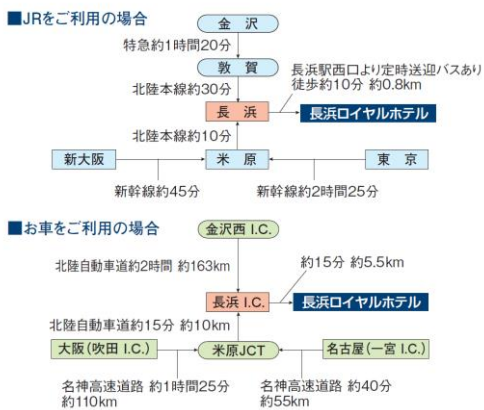 ■JRをご利用の場合
金 沢
特急約1時間20分
敦 賀
北陸本線約30分
長浜駅西口より定時送迎バスあり
徒歩約10分 約0.8km
長 浜
長浜ロイヤルホテル
北陸本線約10分
新大阪
米 原
東 京
新幹線約45分
新幹線約2時間25分
■お車をご利用の場合
金沢西 I.C.
北陸自動車道約2時間 約163km
約15分 約5.5km
長浜 I.C.
長浜ロイヤルホテル
北陸自動車道約15分 約10km
大阪(吹田 I.C.)
米原JCT
名古屋(一宮 I.C.)
名神高速道路 約1時間25分
約110km
名神高速道路 約40分
約55km